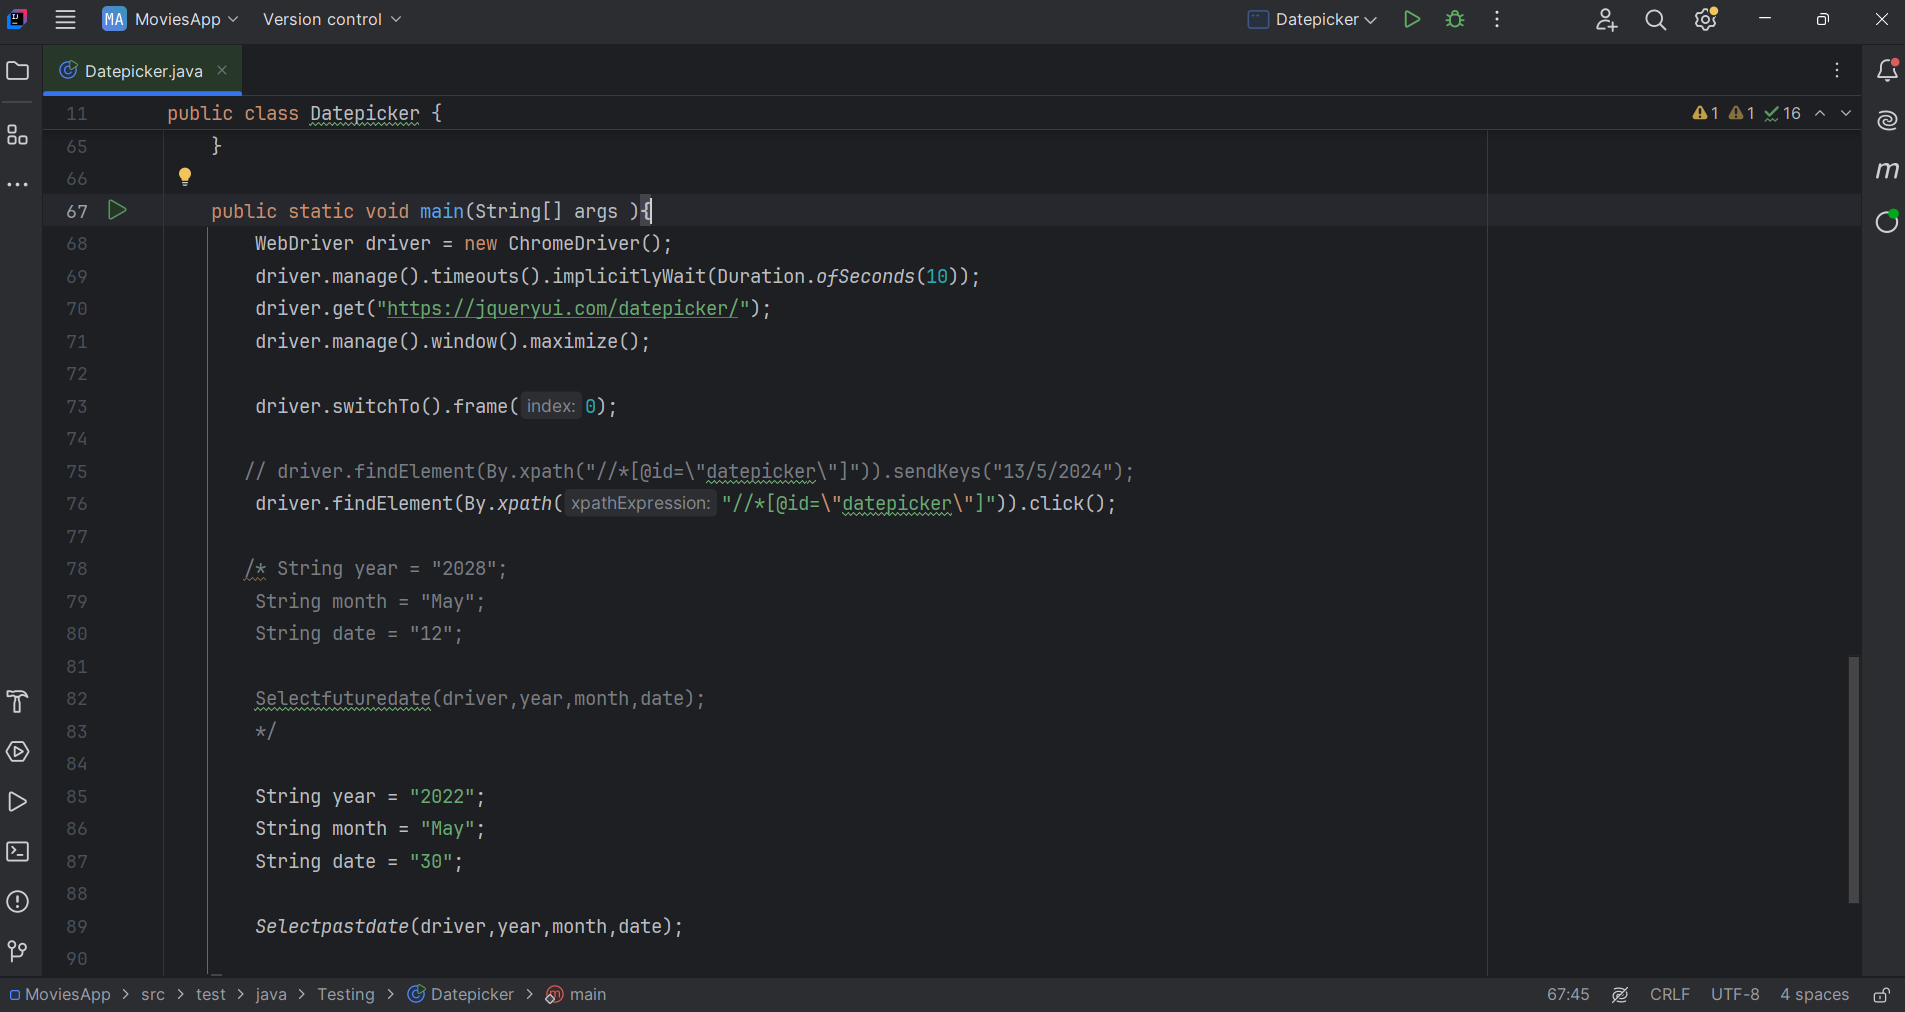 MA MoviesApp Version control Datepicker
Datepicker.java
11 public class Datepicker { 1 1 16
65 }
66
67 public static void main(String[] args ){
68 WebDriver driver = new ChromeDriver();
69 driver.manage().timeouts().implicitlyWait(Duration.ofSeconds(10));
70 driver.get("https://jqueryui.com/datepicker/");
71 driver.manage().window().maximize();
72
73 driver.switchTo().frame( index: 0);
74
75 // driver.findElement(By.xpath("//*[@id=\"datepicker\"]")).sendKeys("13/5/2024");
76 driver.findElement(By.xpath( xpathExpression: "//*[@id=\"datepicker\"]")).click();
77
78 /* String year = "2028";
79 String month = "May";
80 String date = "12";
81
82 Selectfuturedate(driver,year,month,date);
83 */
84
85 String year = "2022";
86 String month = "May";
87 String date = "30";
88
89 Selectpastdate(driver,year,month,date);
90
MoviesApp > src > test > java > Testing > Datepicker > main 67:45 CRLF UTF-8 4 spaces